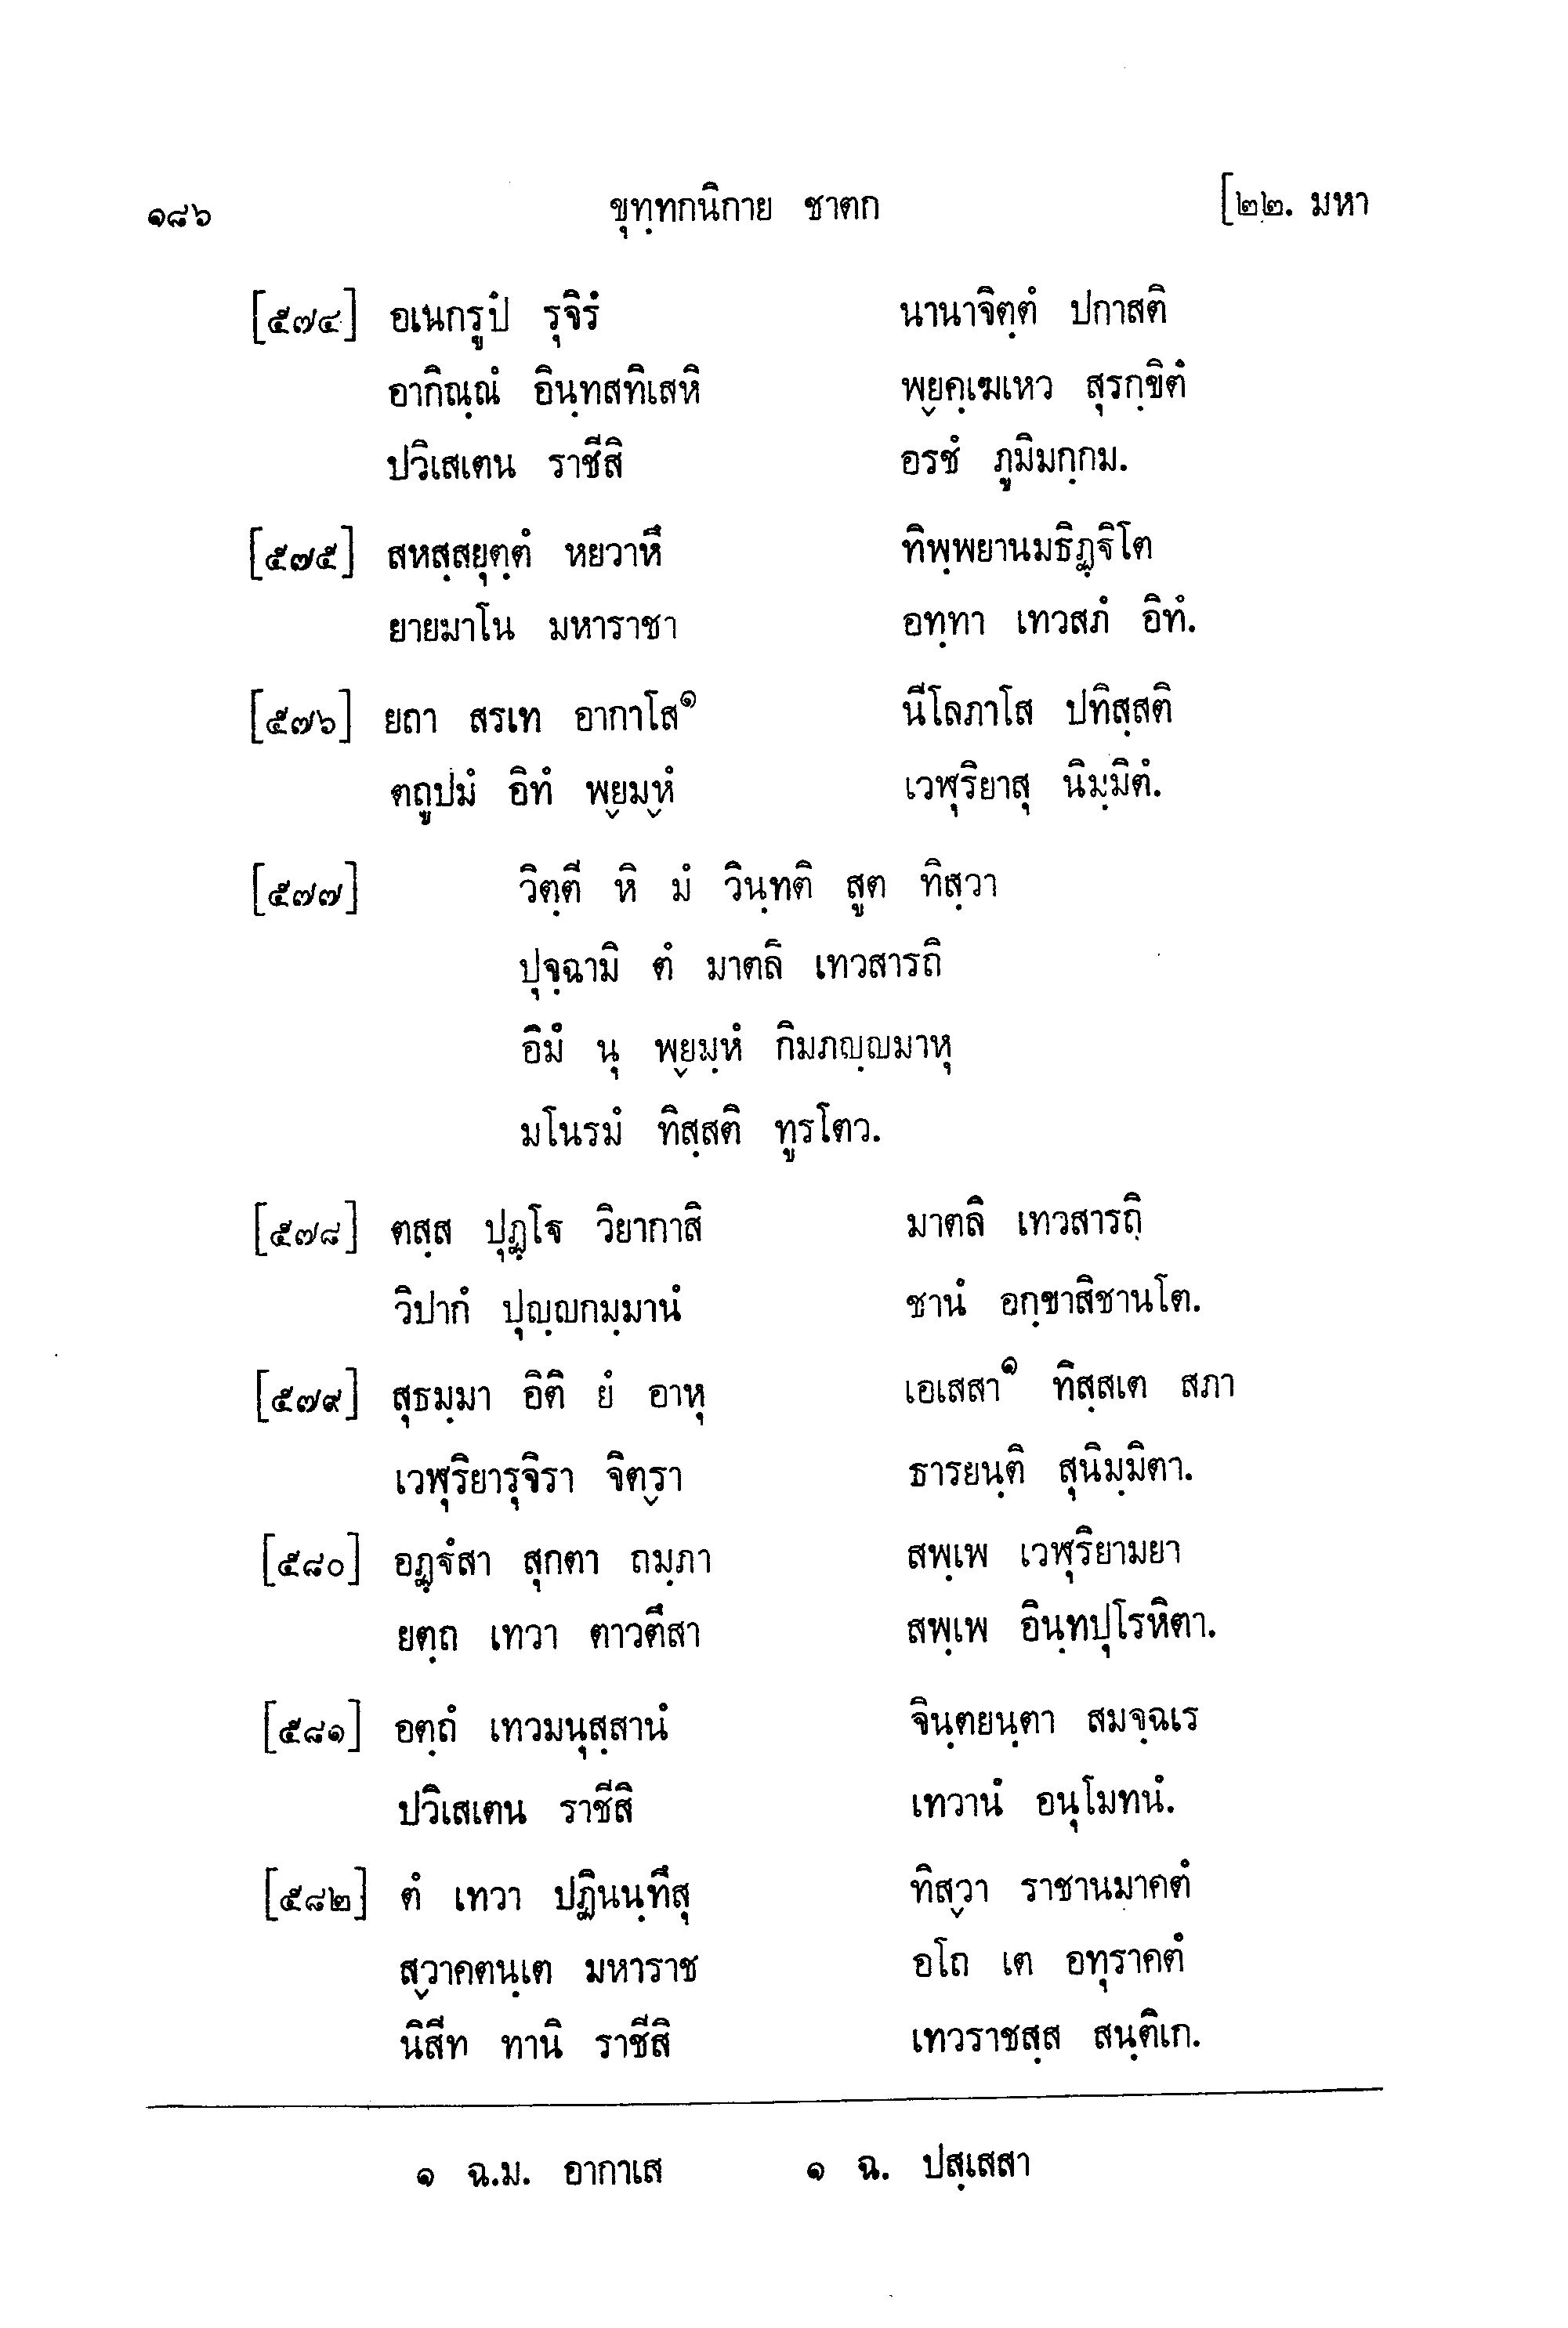 ๑๘๖ ขุทฺทกนิกาย ชาตก [๒๒. มหา
[๕๗๔] อเนกรูปํ รุจิรํ นานาจิตฺตํ ปกาสติ
อากิณฺณํ อินฺทสทิเสหิ พฺยคฺเฆเหว สุรกฺขิตํ
ปวิเสเตน ราชีสิ อรชํ ภูมิมกฺกม.
[๕๗๕] สหสฺสยุตฺตํ หยวาหึ ทิพฺพยานมธิฏฺฐิโต
ยายมาโน มหาราชา อทฺทา เทวสภํ อิทํ.
[๕๗๖] ยถา สรเท อากาโส๑ นีโลภาโส ปทิสฺสติ
ตถูปมํ อิทํ พฺยมฺหํ เวฬุริยาสุ นิมฺมิตํ.
[๕๗๗] วิตฺตี หิ มํ วินฺทติ สูต ทิสฺวา
ปุจฺฉามิ ตํ มาตลิ เทวสารถิ
อิมํ นุ พฺยมฺหํ กิมภญฺญมาหุ
มโนรมํ ทิสฺสติ ทูรโตว.
[๕๗๘] ตสฺส ปุฏฺโฐ วิยากาสิ มาตลิ เทวสารถิ
วิปากํ ปุญฺญกมฺมานํ ชานํ อกฺขาสิชานโต.
[๕๗๙] สุธมฺมา อิติ ยํ อาหุ เอเสสา๑ ทิสฺสเต สภา
เวฬุริยารุจิรา จิตฺรา ธารยนฺติ สุนิมฺมิตา.
[๕๘๐] อฏฺฐํสา สุกตา ถมฺภา สพฺเพ เวฬุริยามยา
ยตฺถ เทวา ตาวตึสา สพฺเพ อินฺทปุโรหิตา.
[๕๘๑] อตฺถํ เทวมนุสฺสานํ จินฺตยนฺตา สมจฺฉเร
ปวิเสเตน ราชีสิ เทวานํ อนุโมทนํ.
[๕๘๒] ตํ เทวา ปฏินนฺทึสุ ทิสฺวา ราชานมาคตํ
สฺวาคตนฺเต มหาราช อโถ เต อทุราคตํ
นิสีท ทานิ ราชีสิ เทวราชสฺส สนฺติเก.
๑ ฉ.ม. อากาเส ๑ ฉ. ปสฺเสสา